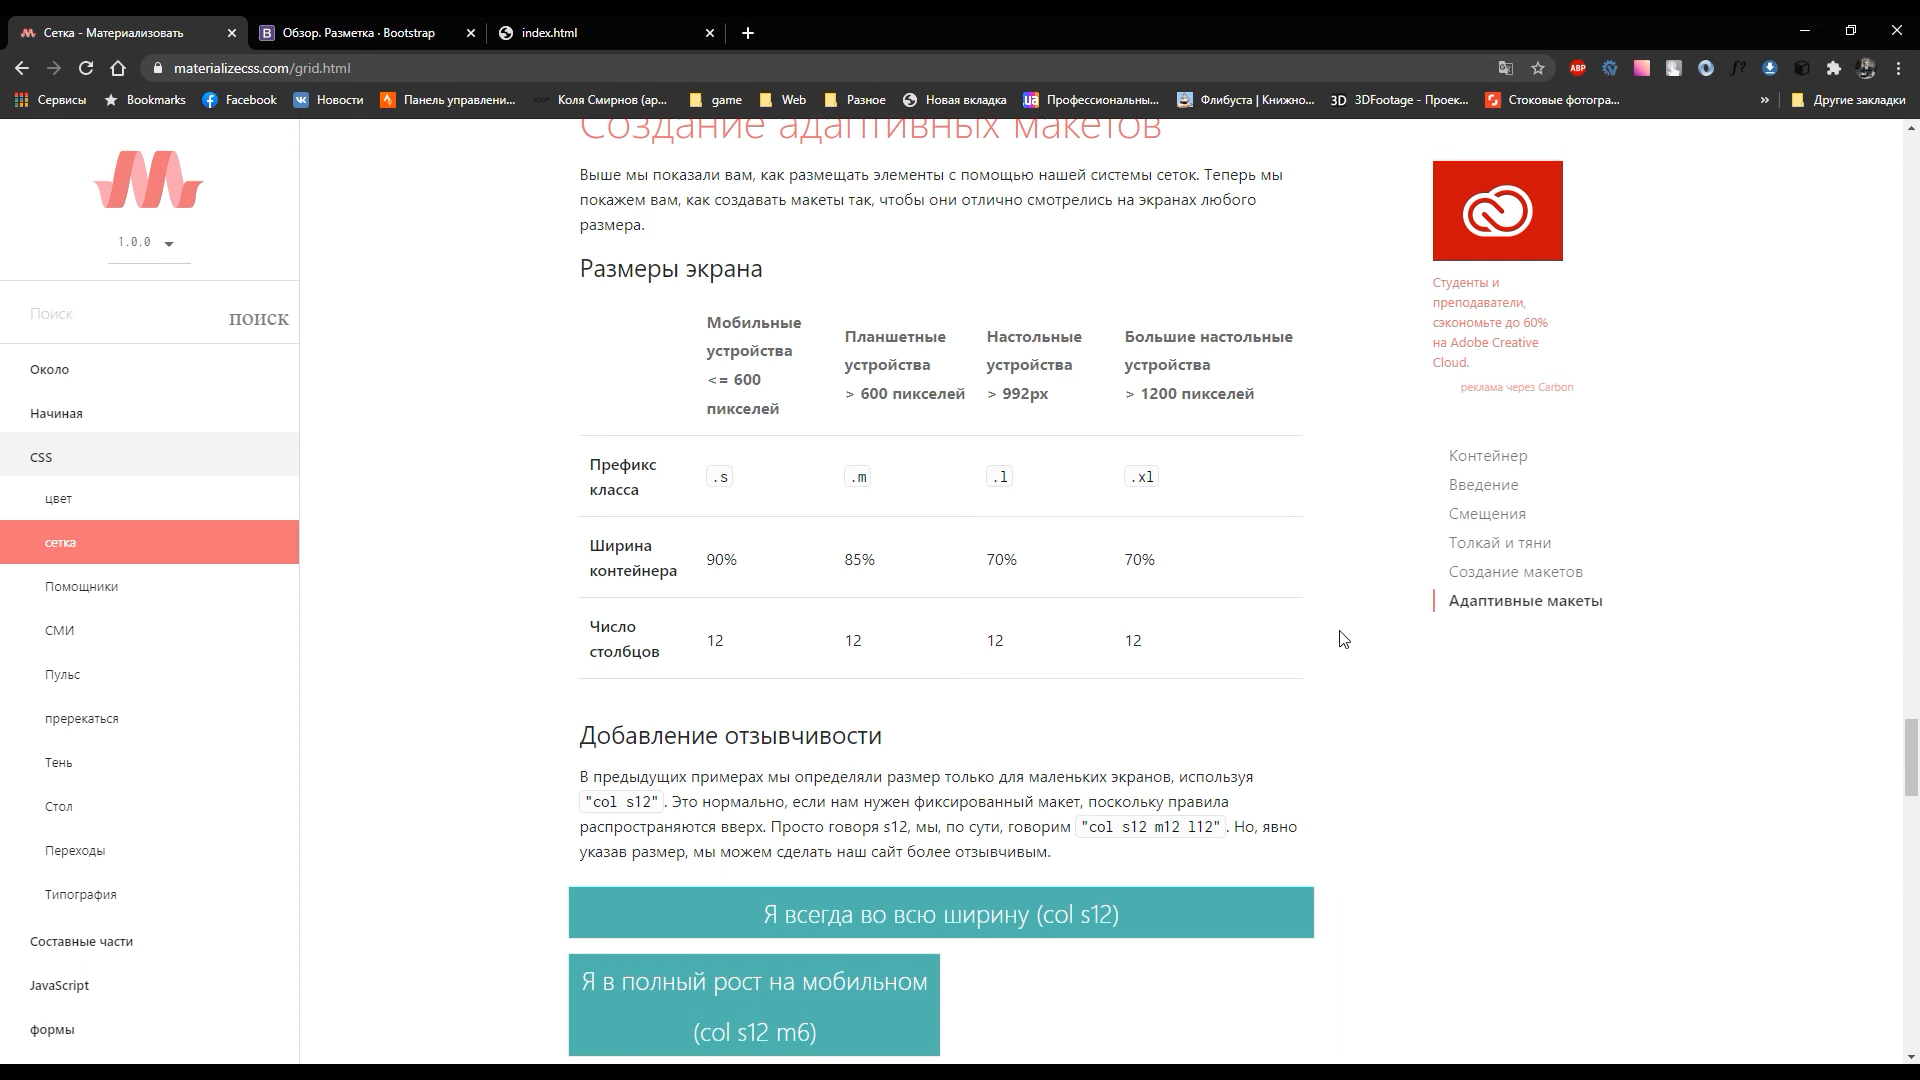 Сетка - Материализовать
Обзор. Разметка · Bootstrap
index.html
materializecss.com/grid.html
Сервисы
Bookmarks
Facebook
Новости
Панель управлени...
Коля Смирнов (ар...
game
Web
Разное
Новая вкладка
Профессиональны...
Флибуста | Книжно...
3D 3DFootage - Проек...
Стоковые фотогра...
»
Другие закладки
1.0.0
Поиск
поиск
Около
Начиная
CSS
цвет
сетка
Помощники
СМИ
Пульс
пререкаться
Тень
Стол
Переходы
Типография
Составные части
JavaScript
формы
Создание адаптивных макетов
Выше мы показали вам, как размещать элементы с помощью нашей системы сеток. Теперь мы
покажем вам, как создавать макеты так, чтобы они отлично смотрелись на экранах любого
размера.
Размеры экрана
Мобильные
устройства
<= 600
пикселей
Планшетные
устройства
> 600 пикселей
Настольные
устройства
> 992px
Большие настольные
устройства
> 1200 пикселей
Префикс
класса
.s
.m
.l
.xl
Ширина
контейнера
90%
85%
70%
70%
Число
столбцов
12
12
12
12
Добавление отзывчивости
В предыдущих примерах мы определяли размер только для маленьких экранов, используя
"col s12". Это нормально, если нам нужен фиксированный макет, поскольку правила
распространяются вверх. Просто говоря s12, мы, по сути, говорим "col s12 m12 l12". Но, явно
указав размер, мы можем сделать наш сайт более отзывчивым.
Я всегда во всю ширину (col s12)
Я в полный рост на мобильном
(col s12 m6)
Студенты и
преподаватели,
сэкономьте до 60%
на Adobe Creative
Cloud.
реклама через Carbon
Контейнер
Введение
Смещения
Толкай и тяни
Создание макетов
Адаптивные макеты
ABP
f?